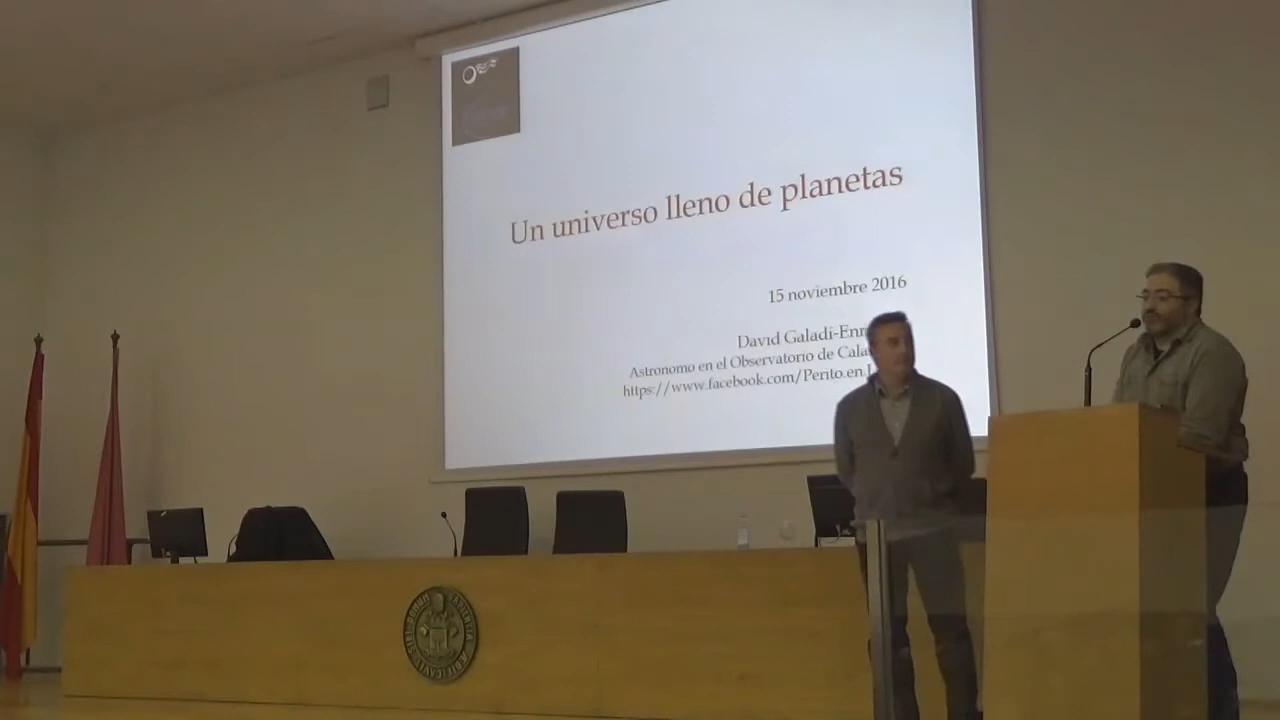 Un universo lleno de planetas
15 noviembre 2016
David Galadí-Enr
Astronomo en el Observatorio de Cala
https://www.facebook.com/Perito.en.